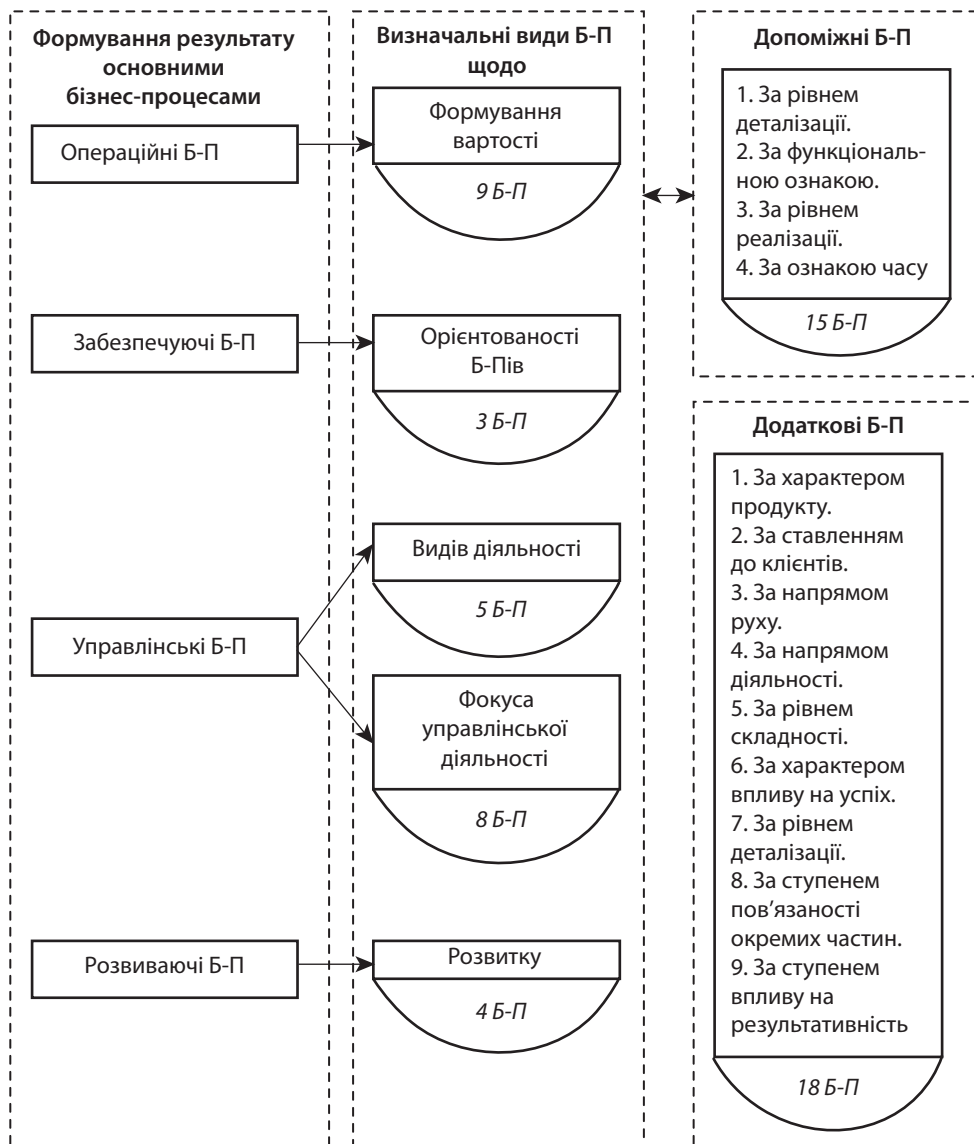 Формування результату
основними
бізнес-процесами
Операційні Б-П
Забезпечуючі Б-П
Управлінські Б-П
Розвиваючі Б-П
Визначальні види Б-П
щодо
Формування
вартості
9 Б-П
Орієнтованості
Б-Пів
3 Б-П
Видів діяльності
5 Б-П
Фокуса
управлінської
діяльності
8 Б-П
Розвитку
4 Б-П
Допоміжні Б-П
1. За рівнем
деталізації.
2. За функціональ-
ною ознакою.
3. За рівнем
реалізації.
4. За ознакою часу
15 Б-П
Додаткові Б-П
1. За характером
продукту.
2. За ставленням
до клієнтів.
3. За напрямом
руху.
4. За напрямом
діяльності.
5. За рівнем
складності.
6. За характером
впливу на успіх.
7. За рівнем
деталізації.
8. За ступенем
пов’язаності
окремих частин.
9. За ступенем
впливу на
результативність
18 Б-П